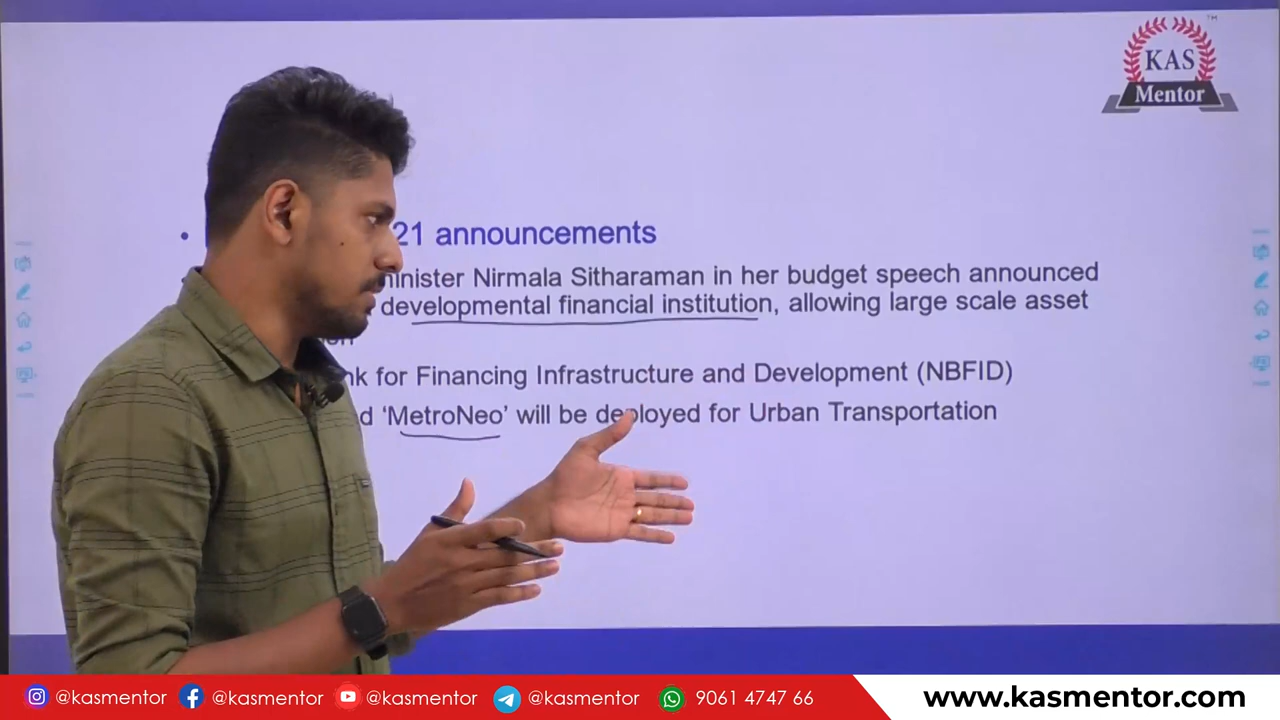 KAS
Mentor
TM
• 21 announcements
inister Nirmala Sitharaman in her budget speech announced
developmental financial institution, allowing large scale asset
nk for Financing Infrastructure and Development (NBFID)
d ‘MetroNeo’ will be deployed for Urban Transportation
@kasmentor @kasmentor @kasmentor @kasmentor 9061 4747 66
www.kasmentor.com